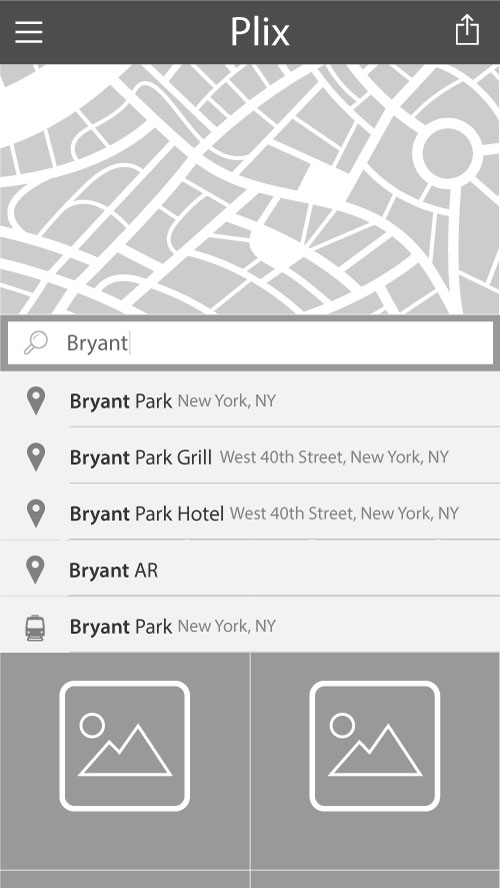 Plix
Bryant
Bryant Park New York, NY
Bryant Park Grill West 40th Street, New York, NY
Bryant Park Hotel West 40th Street, New York, NY
Bryant AR
Bryant Park New York, NY